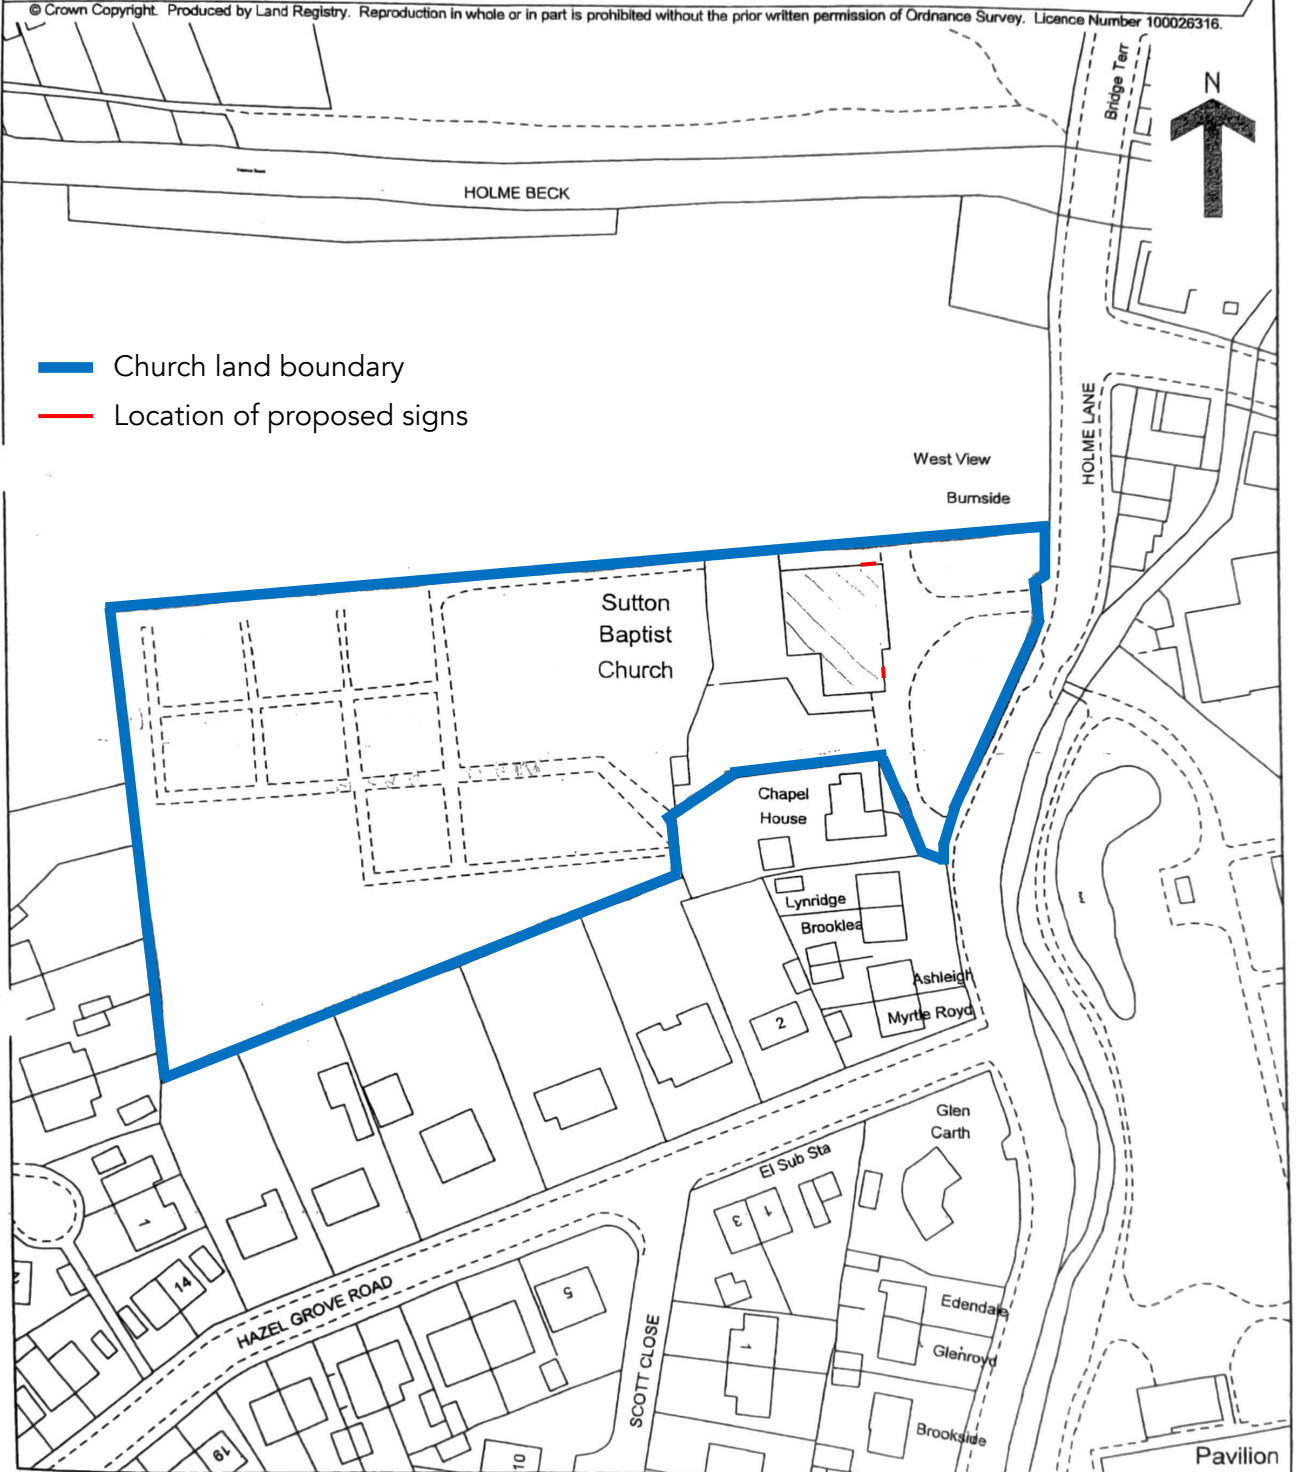 © Crown Copyright. Produced by Land Registry. Reproduction in whole or in part is prohibited without the prior written permission of Ordnance Survey. Licence Number 100026316.
Bridge Terr
N
HOLME BECK
Church land boundary
Location of proposed signs
HOLME LANE
West View
Burnside
Sutton
Baptist
Church
Chapel
House
Lynridge
Brooklea
Ashleigh
Myrtle Royd
2
Glen
Carth
El Sub Sta
3
1
1
14
5
HAZEL GROVE ROAD
SCOTT CLOSE
1
Edendale
Glenroyd
Brookside
19
10
Pavilion